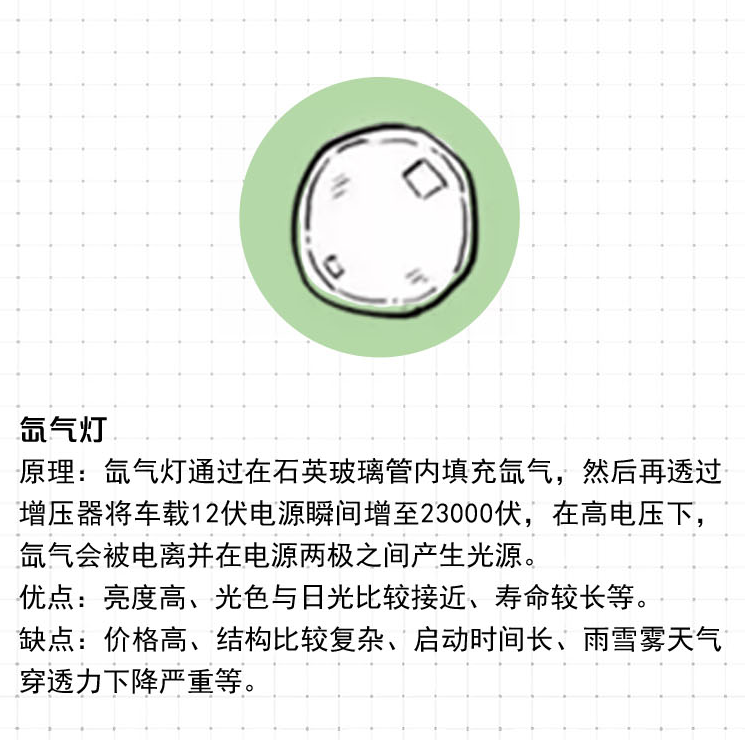 氙气灯
原理：氙气灯通过在石英玻璃管内填充氙气，然后再透过
增压器将车载12伏电源瞬间增至23000伏，在高电压下，
氙气会被电离并在电源两极之间产生光源。
优点：亮度高、光色与日光比较接近、寿命较长等。
缺点：价格高、结构比较复杂、启动时间长、雨雪雾天气
穿透力下降严重等。